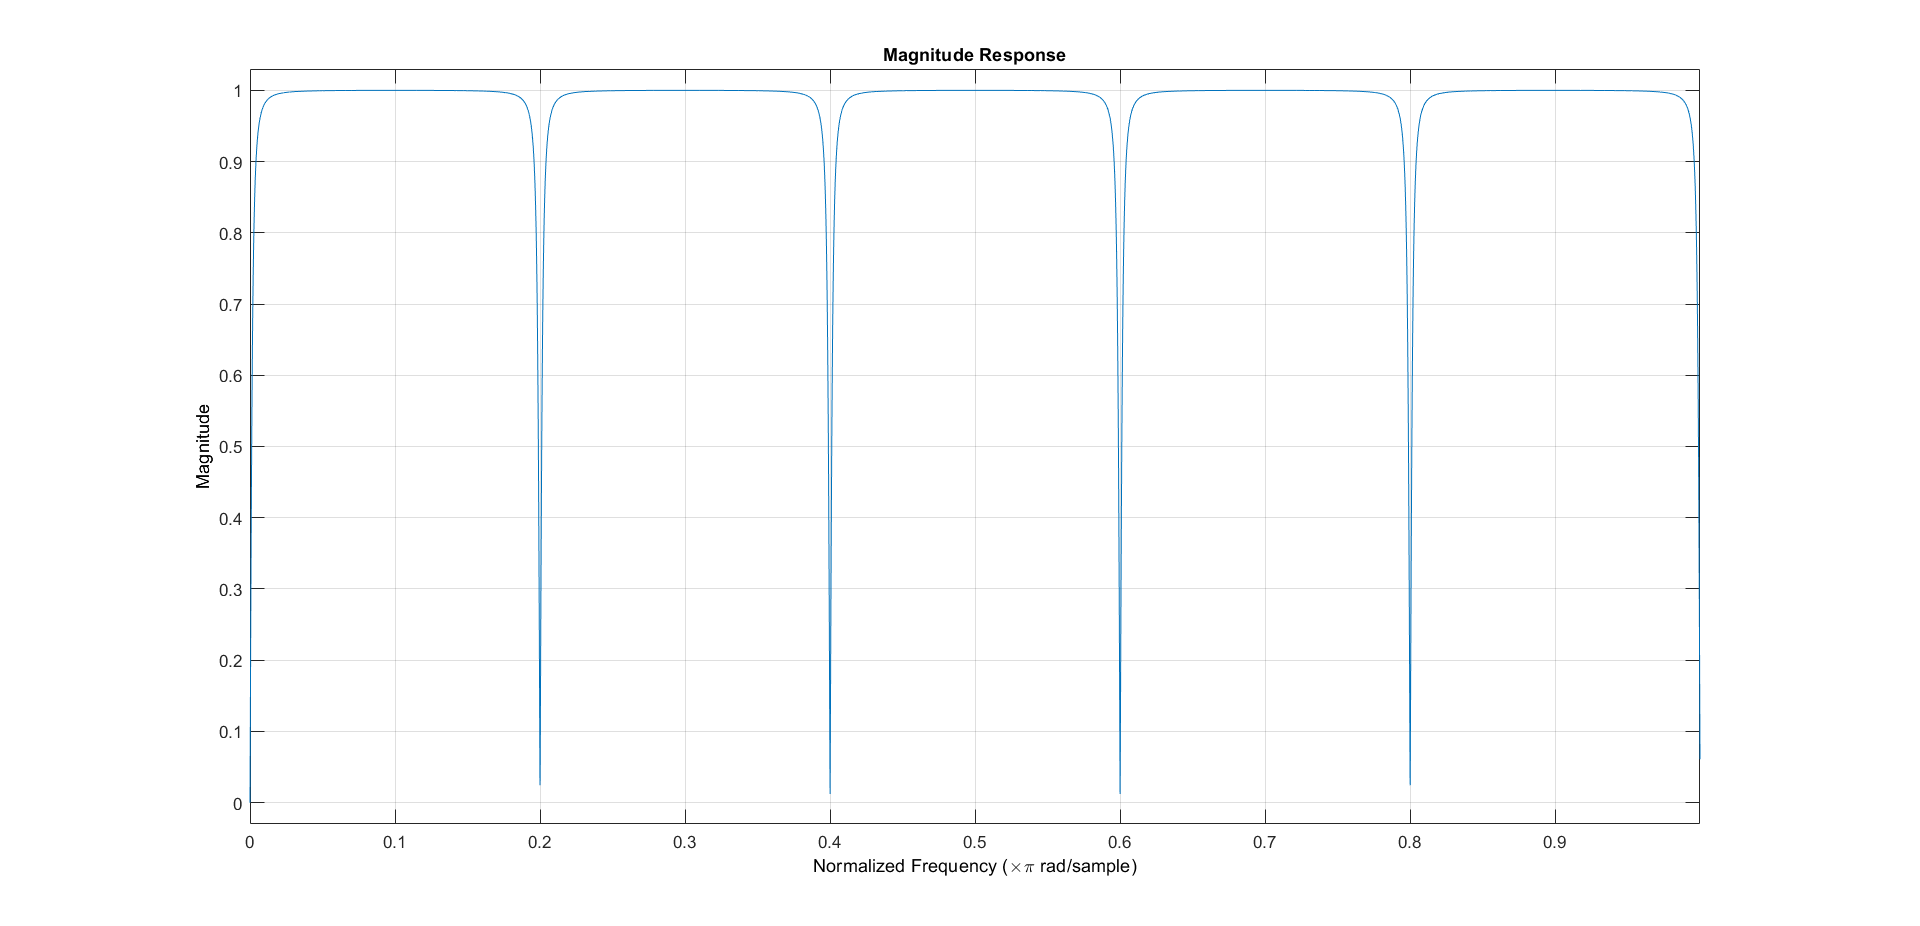 Magnitude Response
1
0.9
0.8
0.7
0.6
0.5
0.4
0.3
0.2
0.1
0
Magnitude
0 0.1 0.2 0.3 0.4 0.5 0.6 0.7 0.8 0.9
Normalized Frequency (×π rad/sample)